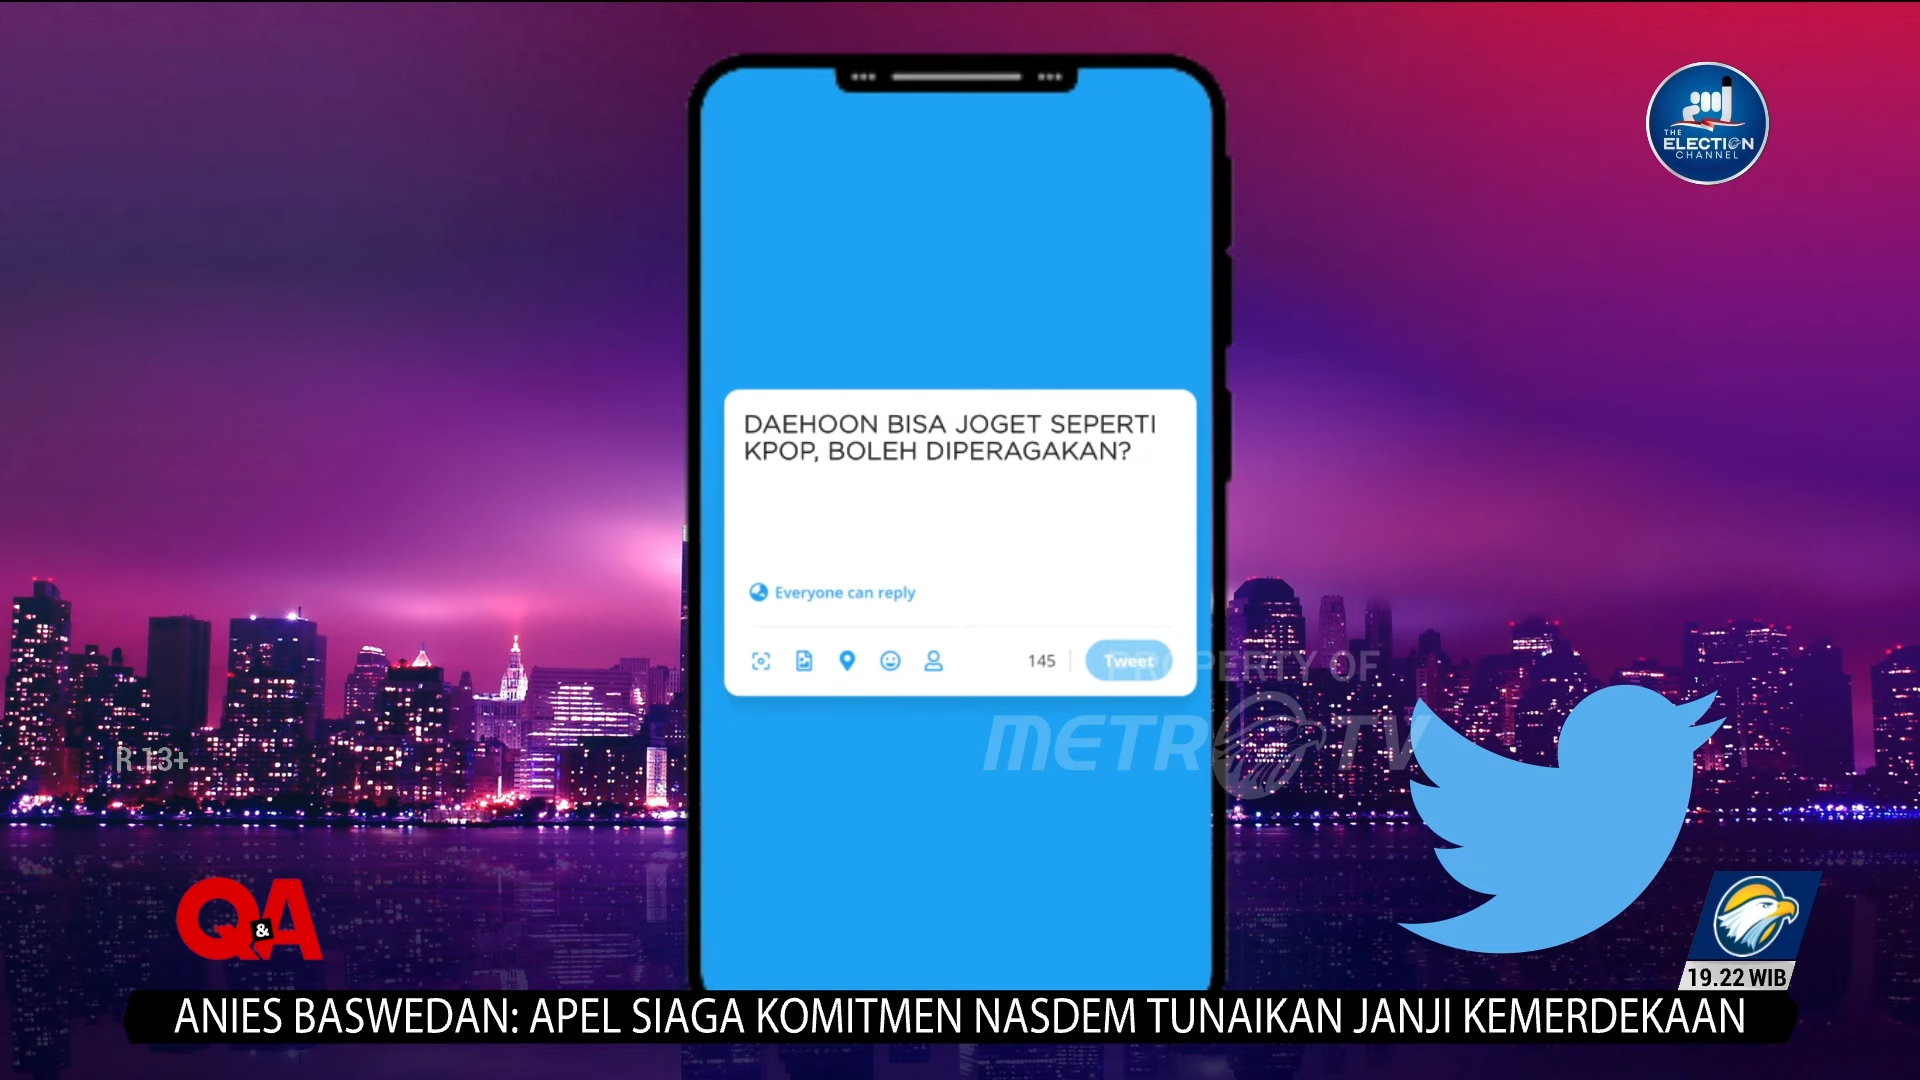 THE
ELECTION
CHANNEL
DAEHOON BISA JOGET SEPERTI
KPOP, BOLEH DIPERAGAKAN?
Everyone can reply
145
Tweet
PROPERTY OF
METRO TV
R 13+
Q&A
19.22 WIB
ANIES BASWEDAN: APEL SIAGA KOMITMEN NASDEM TUNAIKAN JANJI KEMERDEKAAN